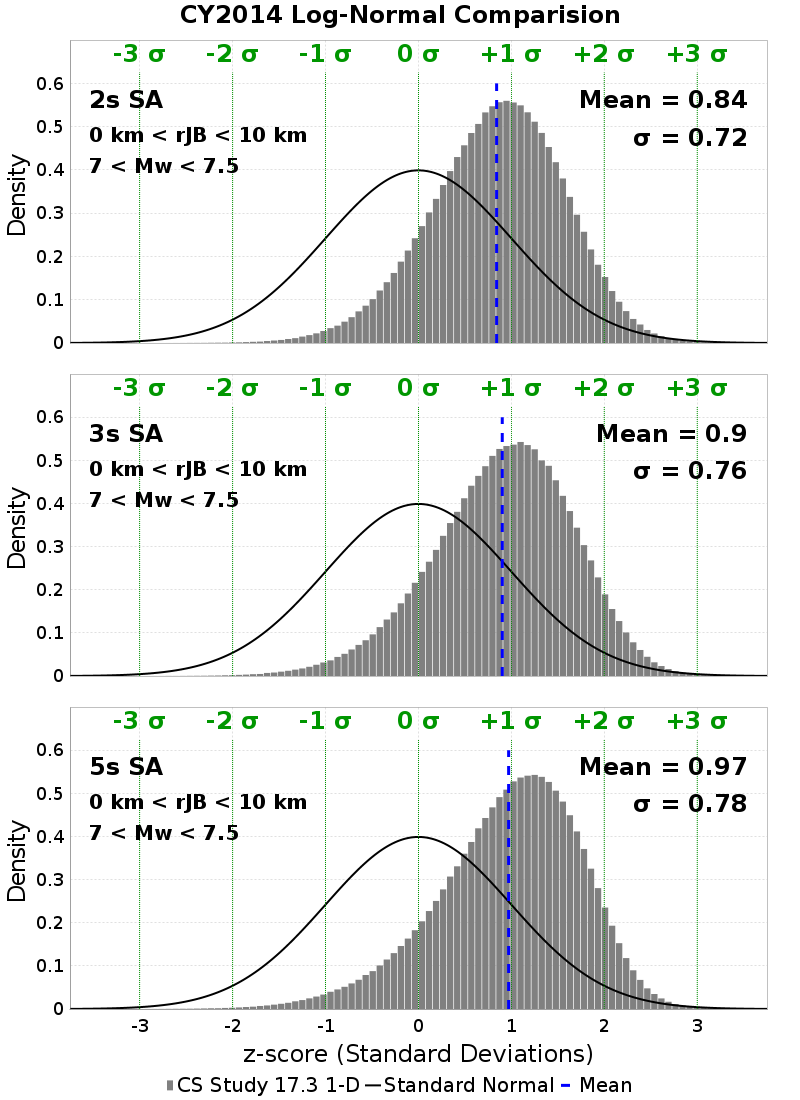 CY2014 Log-Normal Comparision
-3 σ -2 σ -1 σ 0 σ +1 σ +2 σ +3 σ
0.6
2s SA Mean = 0.84
0.5
0 km < rJB < 10 km σ = 0.72
7 < Mw < 7.5
0.4
Density
0.3
0.2
0.1
0
-3 σ -2 σ -1 σ 0 σ +1 σ +2 σ +3 σ
0.6
3s SA Mean = 0.9
0.5
0 km < rJB < 10 km σ = 0.76
7 < Mw < 7.5
0.4
Density
0.3
0.2
0.1
0
-3 σ -2 σ -1 σ 0 σ +1 σ +2 σ +3 σ
0.6
5s SA Mean = 0.97
0.5
0 km < rJB < 10 km σ = 0.78
7 < Mw < 7.5
0.4
Density
0.3
0.2
0.1
0
-3 -2 -1 0 1 2 3
z-score (Standard Deviations)
CS Study 17.3 1-D Standard Normal Mean